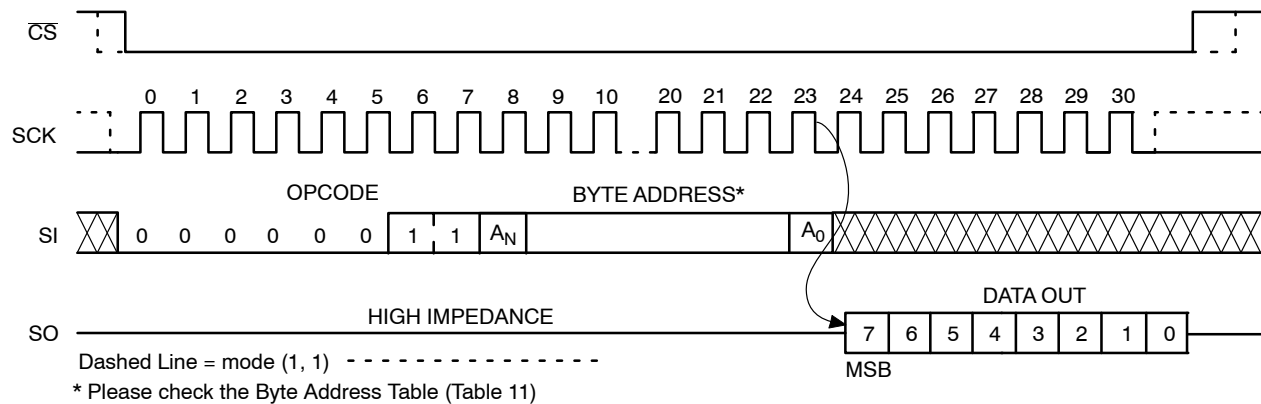 CS
0 1 2 3 4 5 6 7 8 9 10 20 21 22 23 24 25 26 27 28 29 30
SCK
OPCODE BYTE ADDRESS*
SI 0 0 0 0 0 0 1 1 AN A0
DATA OUT
HIGH IMPEDANCE
SO 7 6 5 4 3 2 1 0
Dashed Line = mode (1, 1)
MSB
* Please check the Byte Address Table (Table 11)